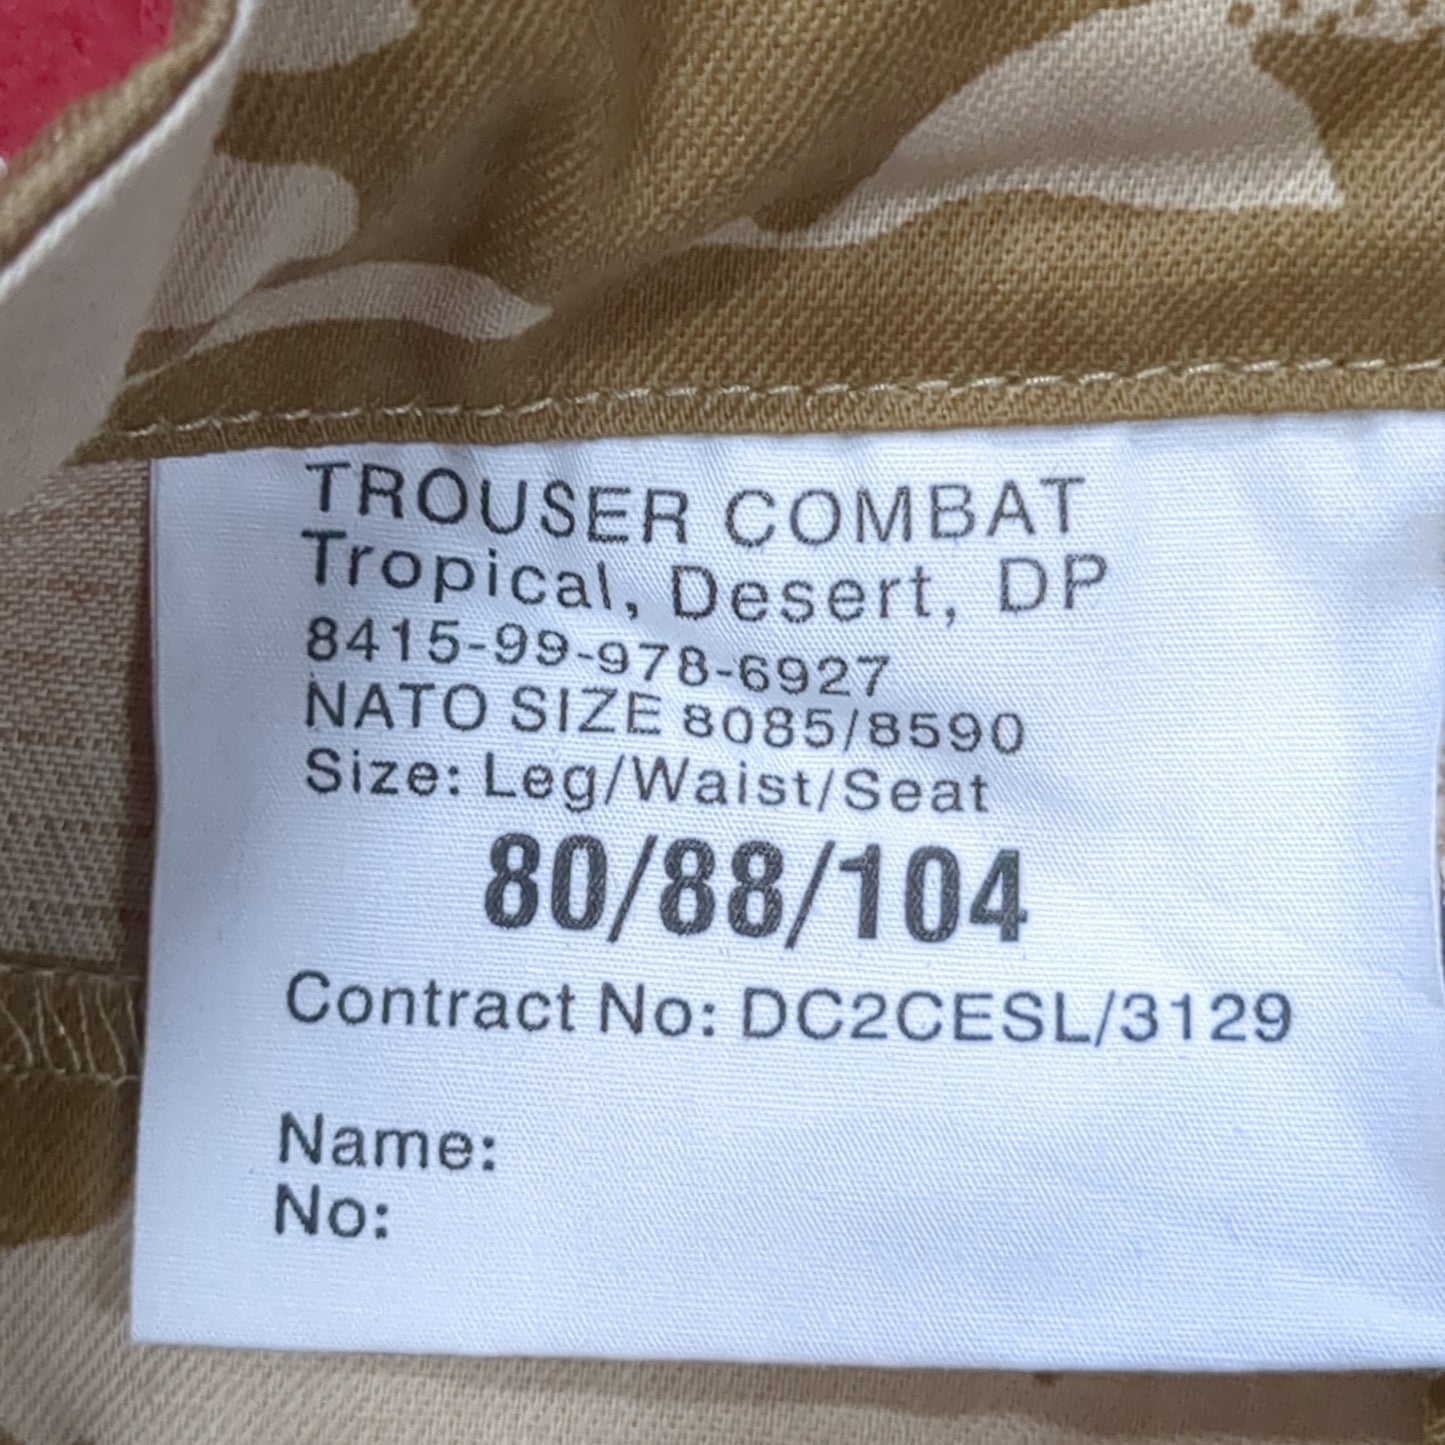 TROUSER COMBAT
Tropical, Desert, DP
8415-99-978-6927
NATO SIZE 8085/8590
Size: Leg/Waist/Seat
80/88/104
Contract No: DC2CESL/3129
Name:
No: